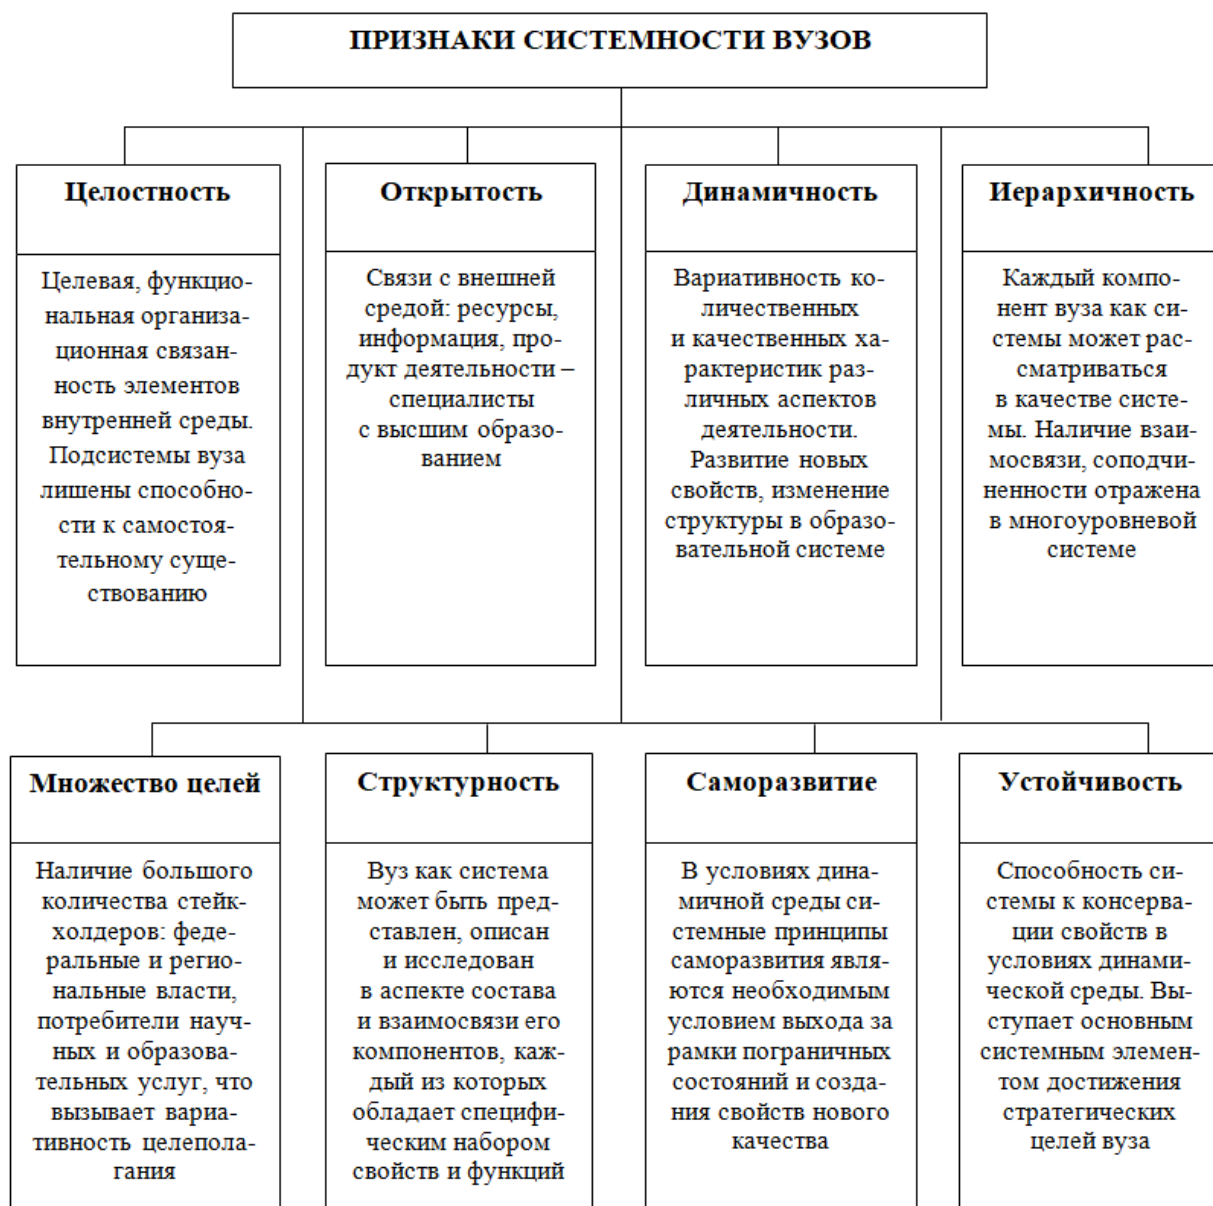 ПРИЗНАКИ СИСТЕМНОСТИ ВУЗОВ
Целостность
Целевая, функцио-
нальная организа-
ционная связан-
ность элементов
внутренней среды.
Подсистемы вуза
лишены способно-
сти к самостоя-
тельному суще-
ствованию
Открытость
Связи с внешней
средой: ресурсы,
информация, про-
дукт деятельности –
специалисты
с высшим образо-
ванием
Динамичность
Вариативность ко-
личественных
и качественных ха-
рактеристик раз-
личных аспектов
деятельности.
Развитие новых
свойств, изменение
структуры в образо-
вательной системе
Иерархичность
Каждый компо-
нент вуза как си-
стемы может рас-
сматриваться
в качестве систе-
мы. Наличие взаи-
мосвязи, соподчи-
ненности отражена
в многоуровневой
системе
Множество целей
Наличие большого
количества стейк-
холдеров: феде-
ральные и регио-
нальные власти,
потребители науч-
ных и образова-
тельных услуг, что
вызывает вариа-
тивность целепола-
гания
Структурность
Вуз как система
может быть пред-
ставлен, описан
и исследован
в аспекте состава
и взаимосвязи его
компонентов, каж-
дый из которых
обладает специфи-
ческим набором
свойств и функций
Саморазвитие
В условиях дина-
мичной среды си-
стемные принципы
саморазвития явля-
ются необходимым
условием выхода за
рамки пограничных
состояний и созда-
ния свойств нового
качества
Устойчивость
Способность си-
стемы к консерва-
ции свойств в
условиях динами-
ческой среды. Вы-
ступает основным
системным элемен-
том достижения
стратегических
целей вуза